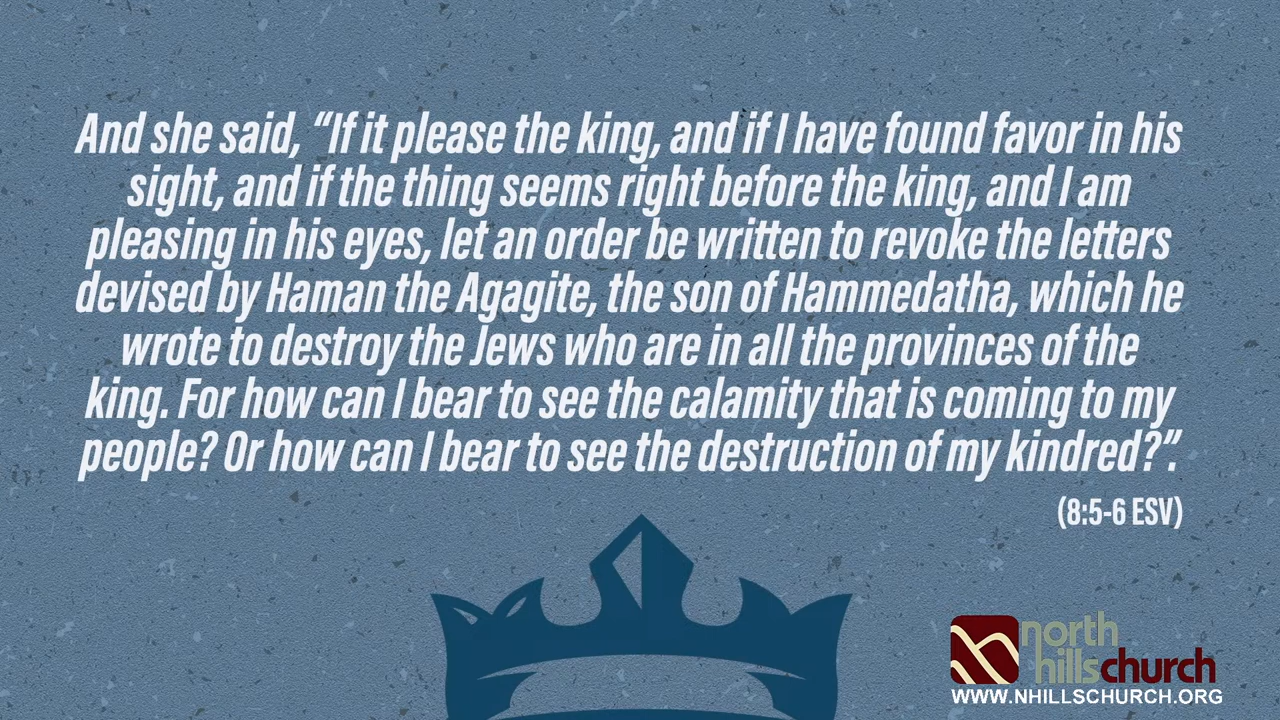 And she said, “If it please the king, and if I have found favor in his
sight, and if the thing seems right before the king, and I am
pleasing in his eyes, let an order be written to revoke the letters
devised by Haman the Agagite, the son of Hammedatha, which he
wrote to destroy the Jews who are in all the provinces of the
king. For how can I bear to see the calamity that is coming to my
people? Or how can I bear to see the destruction of my kindred?”.
(8:5-6 ESV)
north
hillschurch
WWW.NHILLSCHURCH.ORG